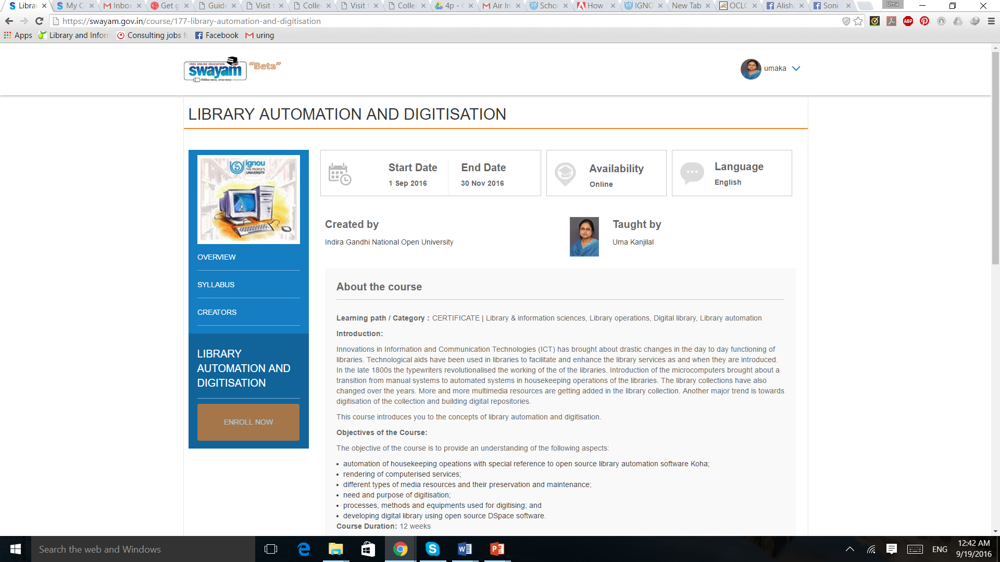 Librar
My C
Inbox
Get g
Guide
Visit t
Colle
Visit t
Colle
4p - C
Air In
Schoo
How
IGNO
New Tab
OCLC
Alisha
Soni
Uma
https://swayam.gov.in/course/177-library-automation-and-digitisation
ABP
Apps
Library and Inform
Consulting jobs f
Facebook
uring
FREE ONLINE EDUCATION
swayam
शिक्षित भारत, उन्नत भारत
“Beta”
umaka
LIBRARY AUTOMATION AND DIGITISATION
ignou
THE PEOPLE'S
UNIVERSITY
OVERVIEW
SYLLABUS
CREATORS
LIBRARY
AUTOMATION AND
DIGITISATION
ENROLL NOW
Start Date
1 Sep 2016
End Date
30 Nov 2016
Availability
Online
Language
English
Created by
Indira Gandhi National Open University
Taught by
Uma Kanjilal
About the course
Learning path / Category : CERTIFICATE | Library & information sciences, Library operations, Digital library, Library automation
Introduction:
Innovations in Information and Communication Technologies (ICT) has brought about drastic changes in the day to day functioning of
libraries. Technological aids have been used in libraries to facilitate and enhance the library services as and when they are introduced.
In the late 1800s the typewriters revolutionalised the working of the of the libraries. Introduction of the microcomputers brought about a
transition from manual systems to automated systems in housekeeping operations of the libraries. The library collections have also
changed over the years. More and more multimedia resources are getting added in the library collection. Another major trend is towards
digitisation of the collection and building digital repositories.
This course introduces you to the concepts of library automation and digitisation.
Objectives of the Course:
The objective of the course is to provide an understanding of the following aspects:
• automation of housekeeping opeations with special reference to open source library automation software Koha;
• rendering of computerised services;
• different types of media resources and their preservation and maintenance;
• need and purpose of digitisation;
• processes, methods and equipments used for digitising; and
• developing digital library using open source DSpace software.
Course Duration: 12 weeks
Search the web and Windows
ENG
12:42 AM
9/19/2016